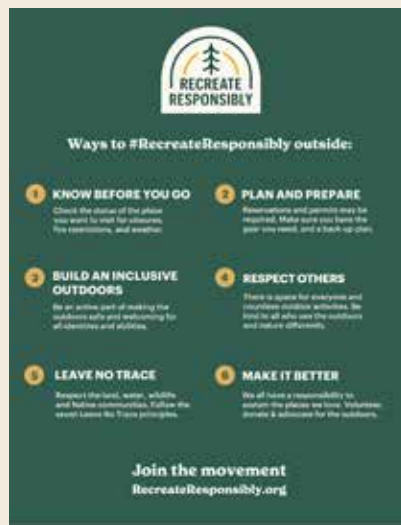 RECREATE
RESPONSIBLY
Ways to #RecreateResponsibly outside:
1 KNOW BEFORE YOU GO
Check the status of the place
you want to visit for closures,
fire restrictions, and weather.
2 PLAN AND PREPARE
Reservations and permits may be
required. Make sure you have the
gear you need, and a back-up plan.
3 BUILD AN INCLUSIVE
OUTDOORS
Be an active part of making the
outdoors safe and welcoming for
all identities and abilities.
4 RESPECT OTHERS
There is space for everyone and
countless outdoor activities. Be
kind to all who use the outdoors
and nature differently.
5 LEAVE NO TRACE
Respect the land, water, wildlife
and Native communities. Follow the
seven Leave No Trace principles.
6 MAKE IT BETTER
We all have a responsibility to
sustain the places we love. Volunteer,
donate & advocate for the outdoors.
Join the movement
RecreateResponsibly.org